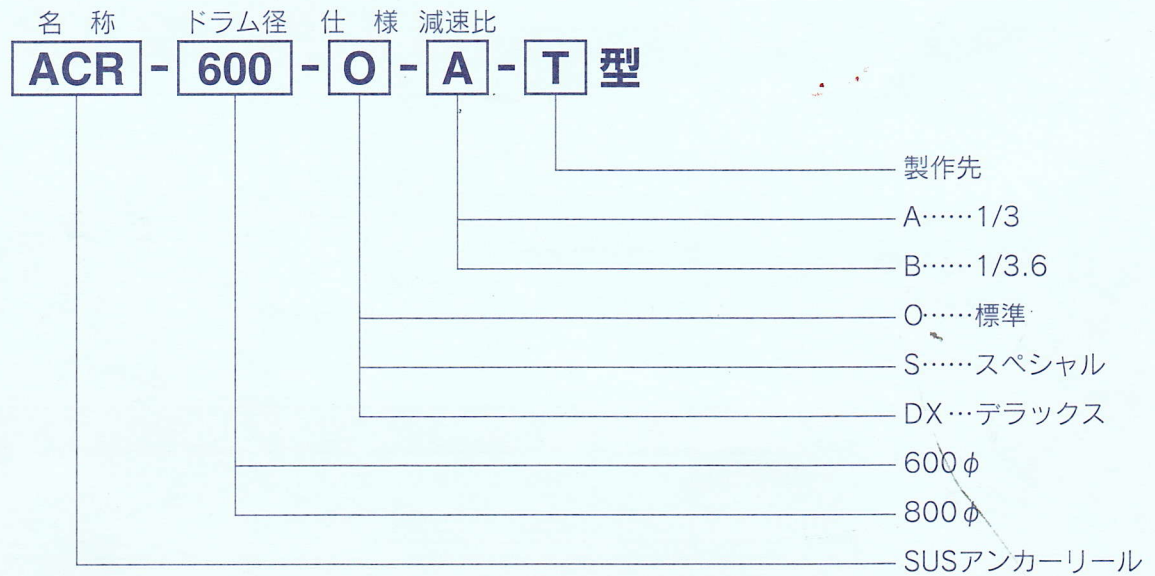 名 称 ドラム径 仕 様 減速比
ACR - 600 - O - A - T 型
製作先
A……1/3
B……1/3.6
O……標準
S……スペシャル
DX…デラックス
600φ
800φ
SUSアンカーリール